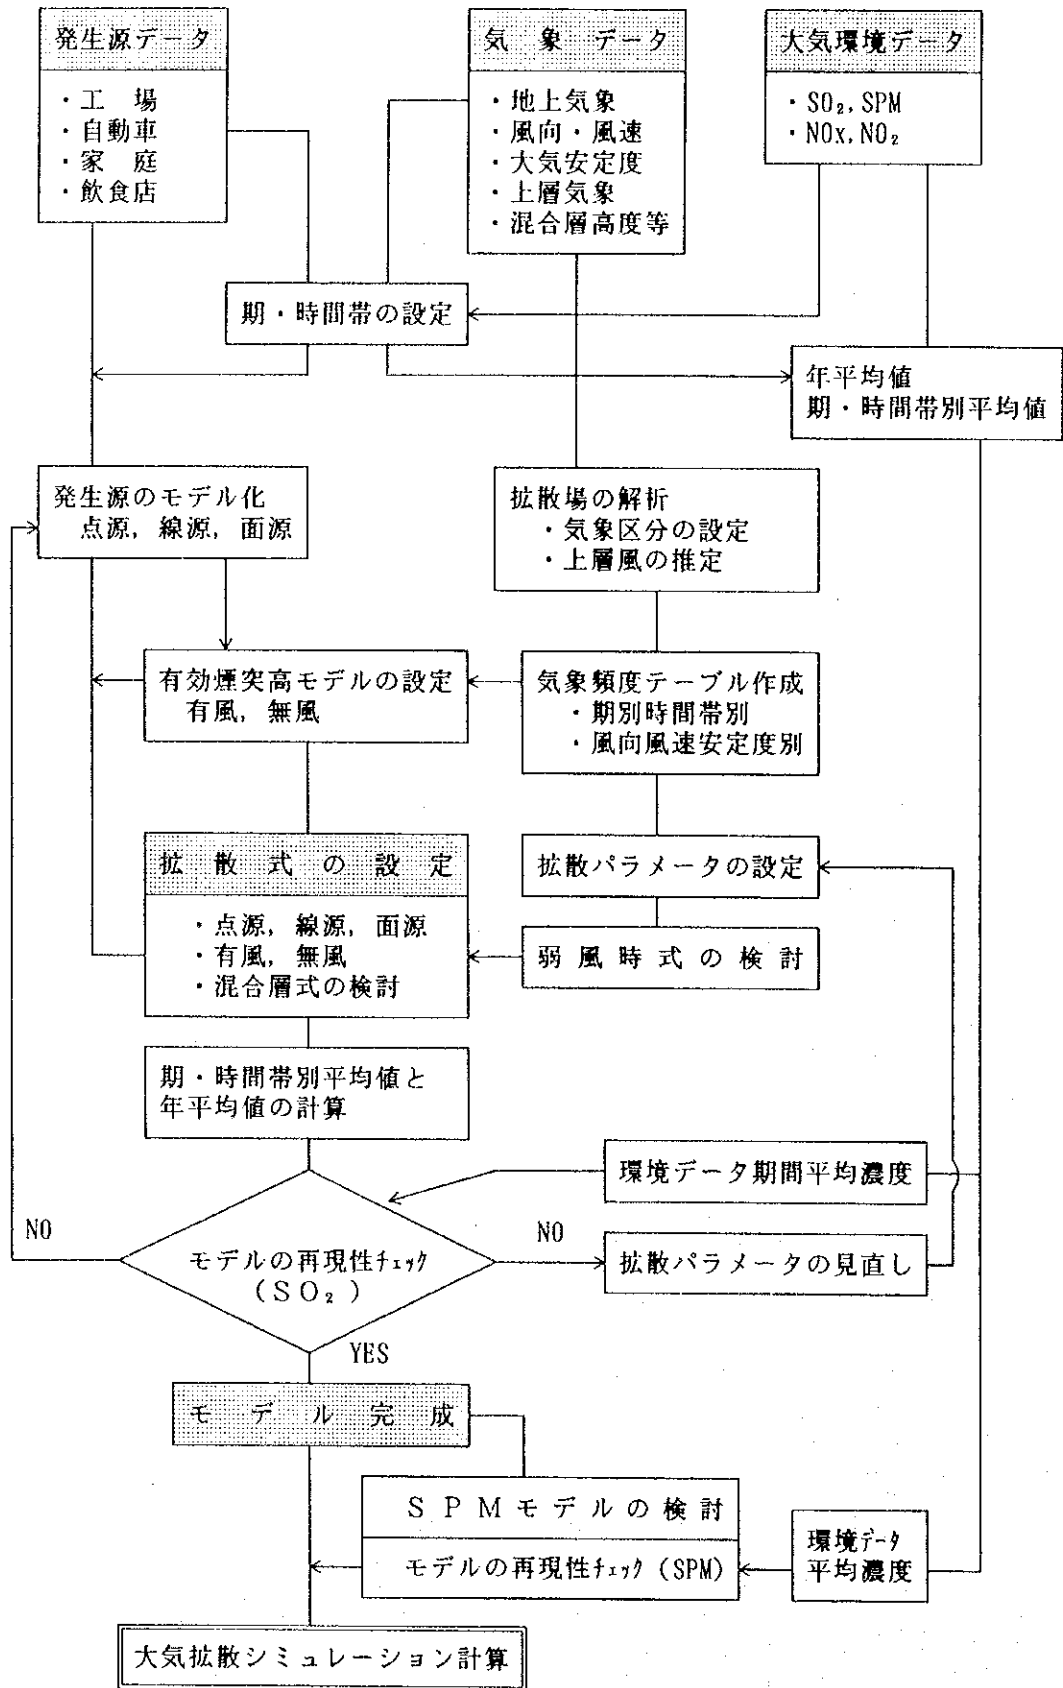 発生源データ
・工　場
・自動車
・家　庭
・飲食店
気　象　データ
・地上気象
・風向・風速
・大気安定度
・上層気象
・混合層高度等
大気環境データ
・SO₂,SPM
・NOx,NO₂
期・時間帯の設定
年平均値
期・時間帯別平均値
発生源のモデル化
点源，線源，面源
拡散場の解析
・気象区分の設定
・上層風の推定
有効煙突高モデルの設定
有風，無風
気象頻度テーブル作成
・期別時間帯別
・風向風速安定度別
拡　散　式　の　設　定
・点源，線源，面源
・有風，無風
・混合層式の検討
拡散パラメータの設定
弱　風　時　式　の　検　討
期・時間帯別平均値と
年平均値の計算
環境データ期間平均濃度
NO
モデルの再現性チェック
（ＳＯ₂）
NO
拡散パラメータの見直し
YES
モ　デ　ル　完　成
ＳＰＭモデルの検討
モデルの再現性チェック（SPM）
環境データ
平均濃度
大気拡散シミュレーション計算